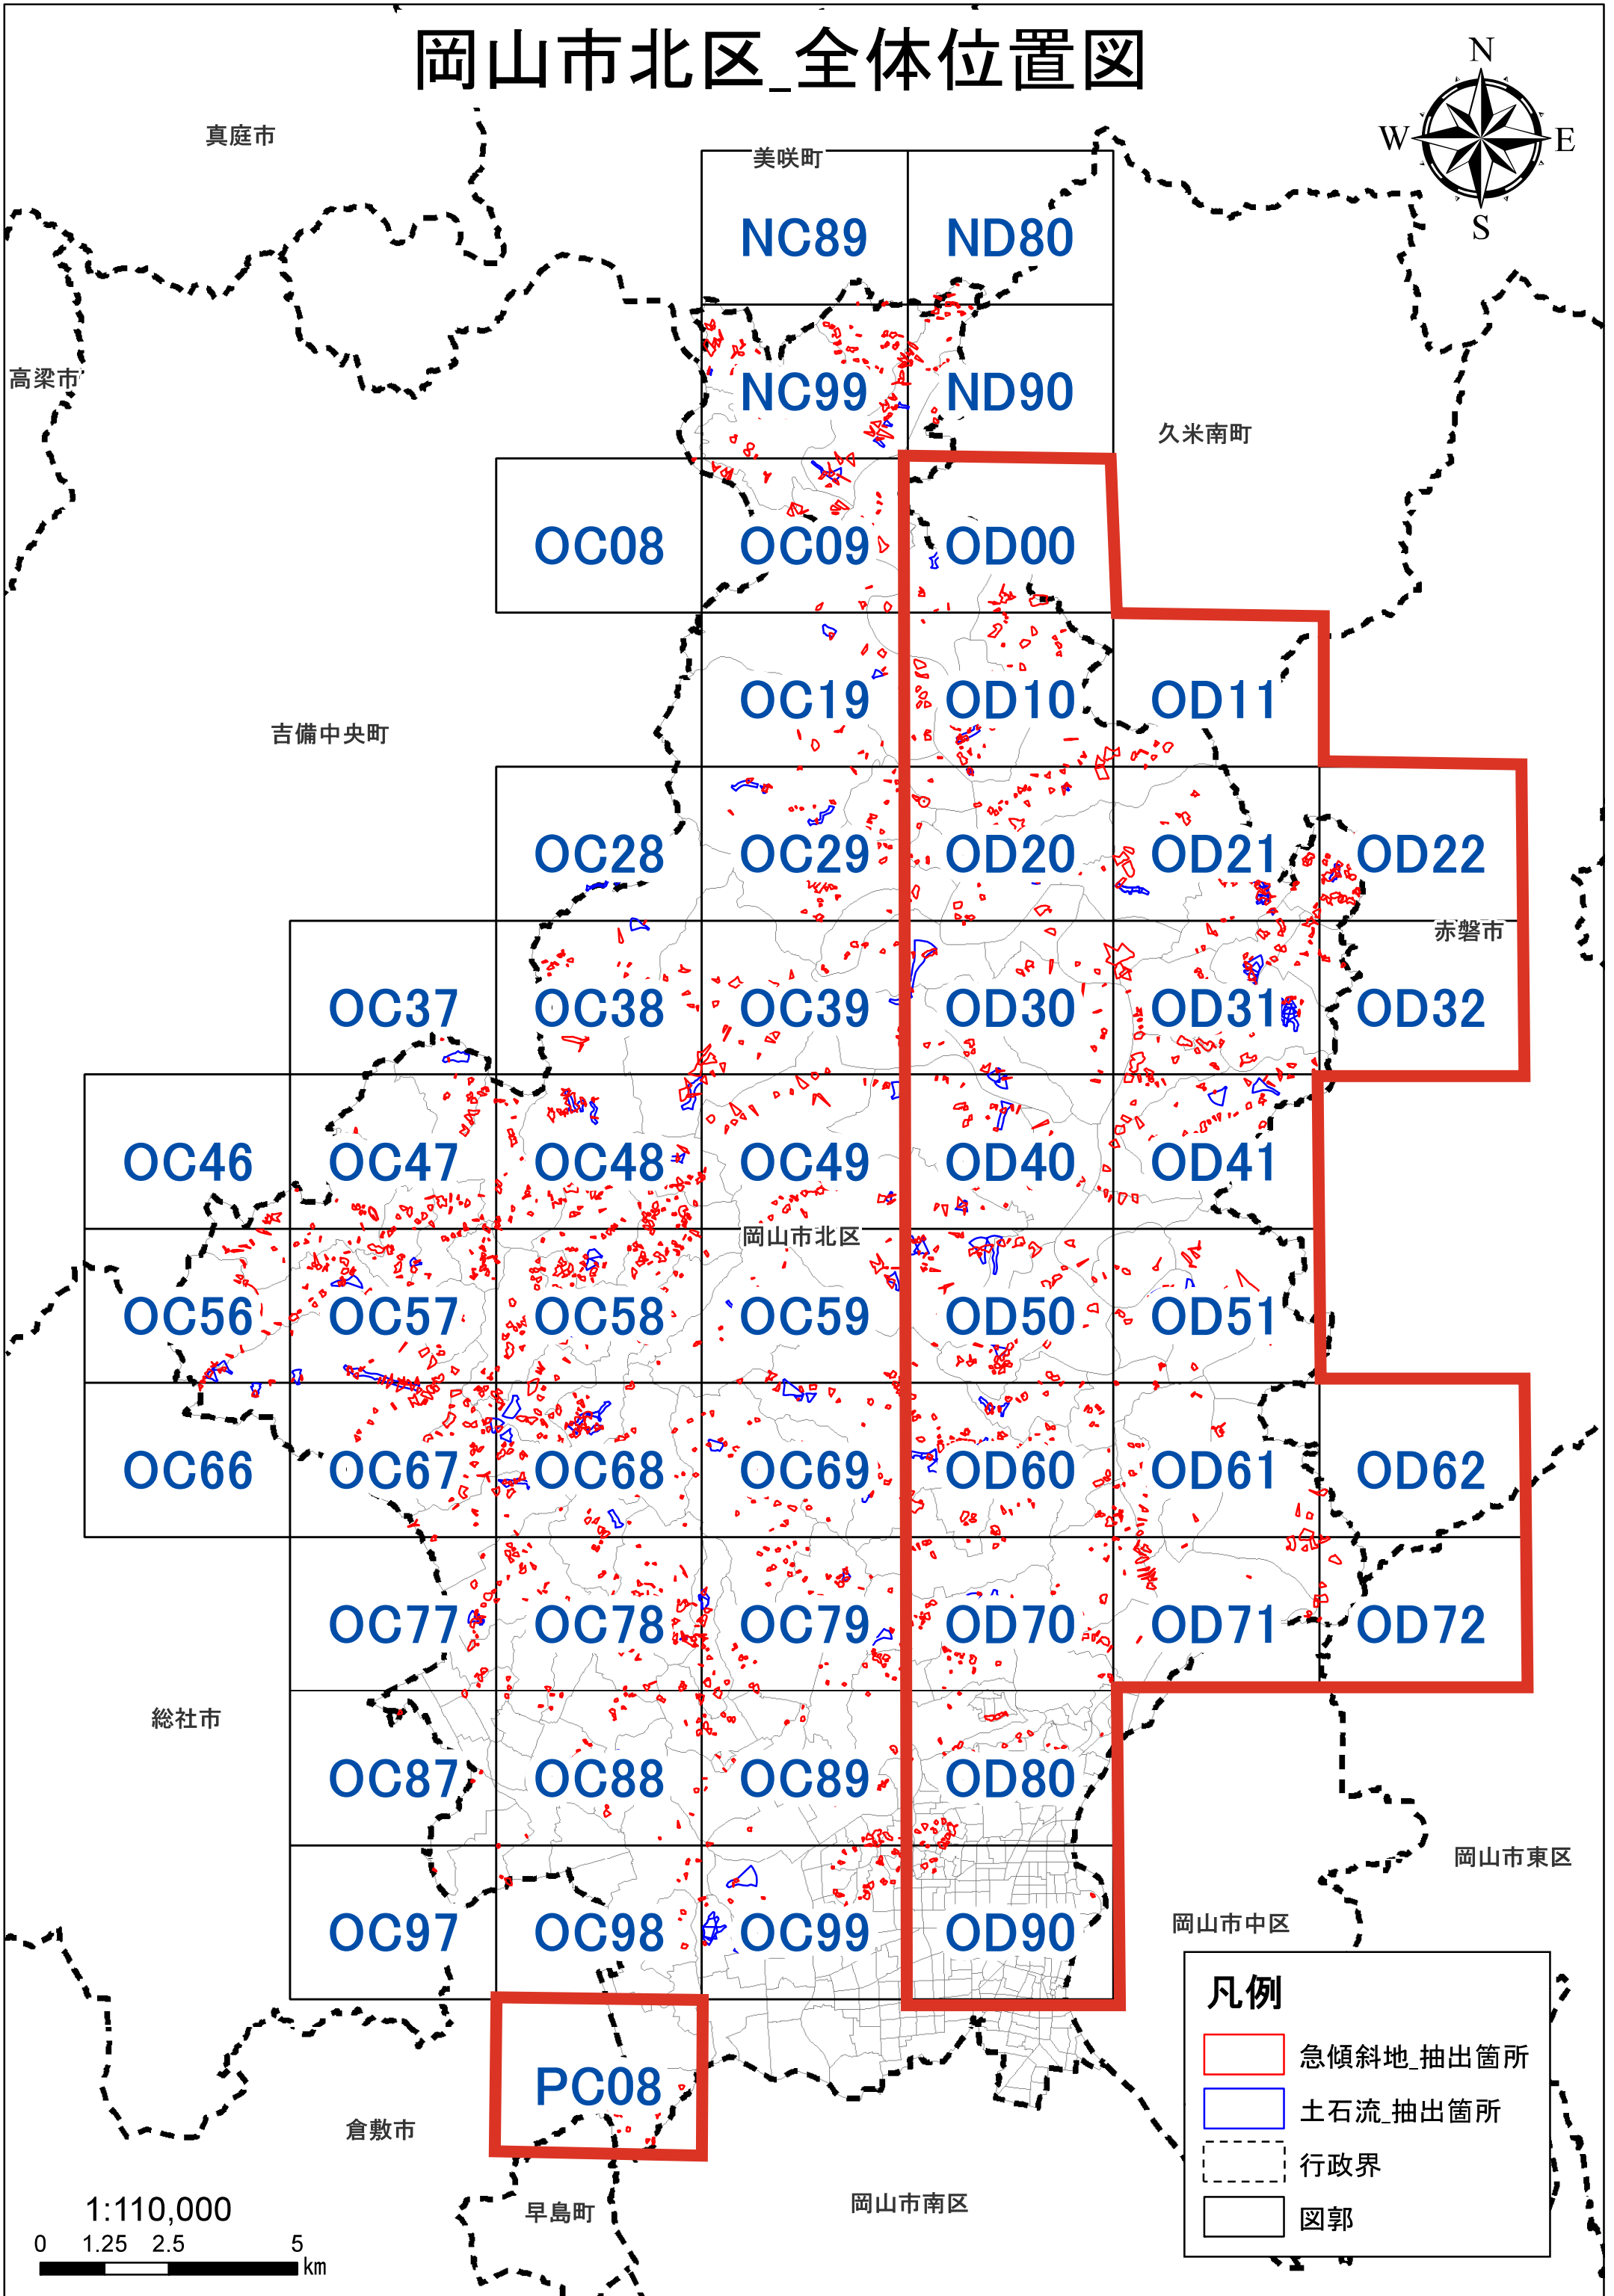 岡山市北区_全体位置図
N
W
E
S
真庭市
美咲町
NC89
ND80
高梁市
NC99
ND90
久米南町
OC08
OC09
OD00
OC19
OD10
OD11
吉備中央町
OC28
OC29
OD20
OD21
OD22
赤磐市
OC37
OC38
OC39
OD30
OD31
OD32
OC46
OC47
OC48
OC49
OD40
OD41
岡山市北区
OC56
OC57
OC58
OC59
OD50
OD51
OC66
OC67
OC68
OC69
OD60
OD61
OD62
OC77
OC78
OC79
OD70
OD71
OD72
総社市
OC87
OC88
OC89
OD80
岡山市東区
OC97
OC98
OC99
OD90
岡山市中区
PC08
倉敷市
早島町
岡山市南区
凡例
急傾斜地_抽出箇所
土石流_抽出箇所
行政界
図郭
1:110,000
0 1.25 2.5 5
km